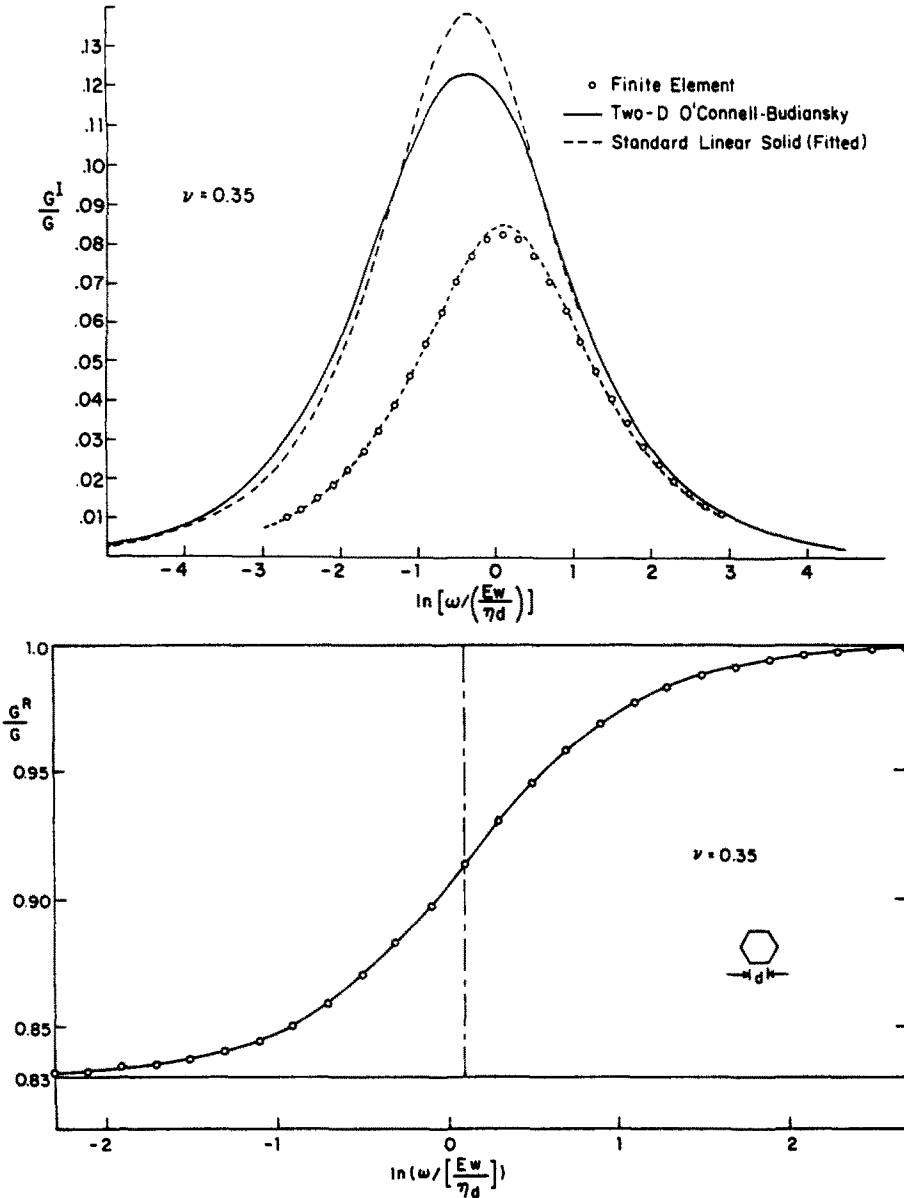 .13
.12
.11
.10
.09
.08
.07
.06
.05
.04
.03
.02
.01
G^I
G
ν = 0.35
Finite Element
Two-D O'Connell-Budiansky
Standard Linear Solid (Fitted)
-4 -3 -2 -1 0 1 2 3 4
ln [ω/(Ew/ηd)]
1.0
G^R
G
0.95
0.90
0.85
0.83
ν = 0.35
d
-2 -1 0 1 2
ln(ω/[Ew/ηd])